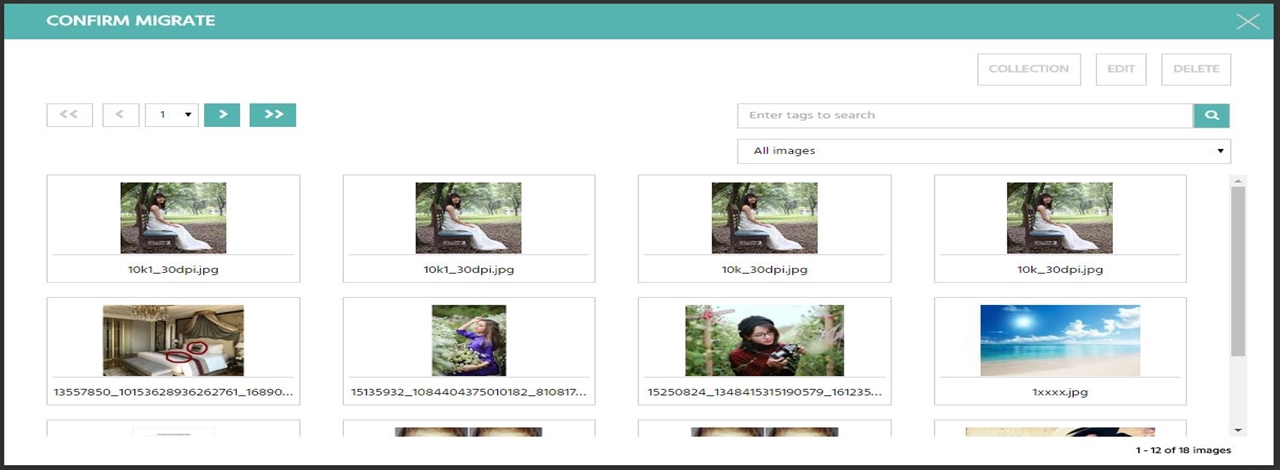 CONFIRM MIGRATE
COLLECTION EDIT DELETE
<< < 1 > >>
Enter tags to search
All images
10k1_30dpi.jpg 10k1_30dpi.jpg 10k_30dpi.jpg 10k_30dpi.jpg
13557850_10153628936262761_16890... 15135932_1084404375010182_810817... 15250824_1348415315190579_161235... 1xxxx.jpg
1 - 12 of 18 images